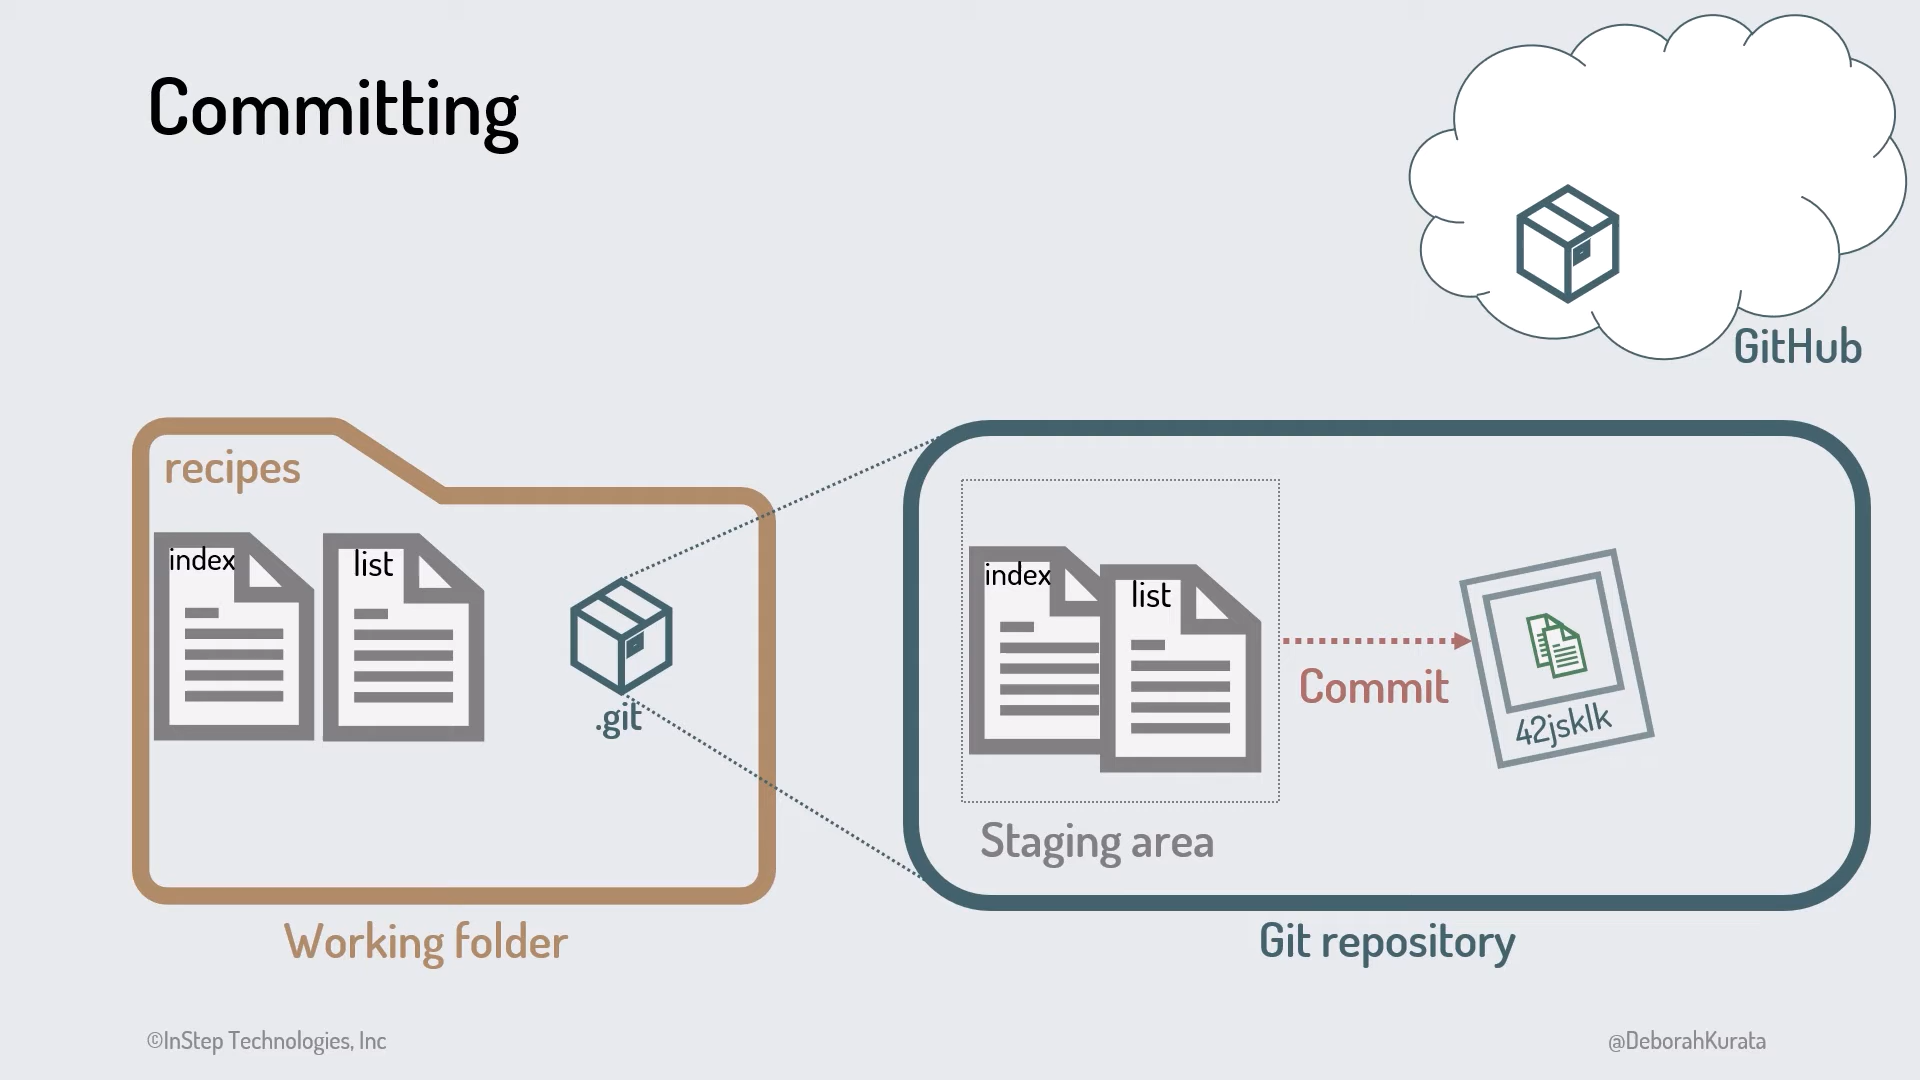 Committing
GitHub
recipes
index
list
.git
index
list
Commit
42jsklk
Staging area
Working folder
Git repository
©InStep Technologies, Inc
@DeborahKurata